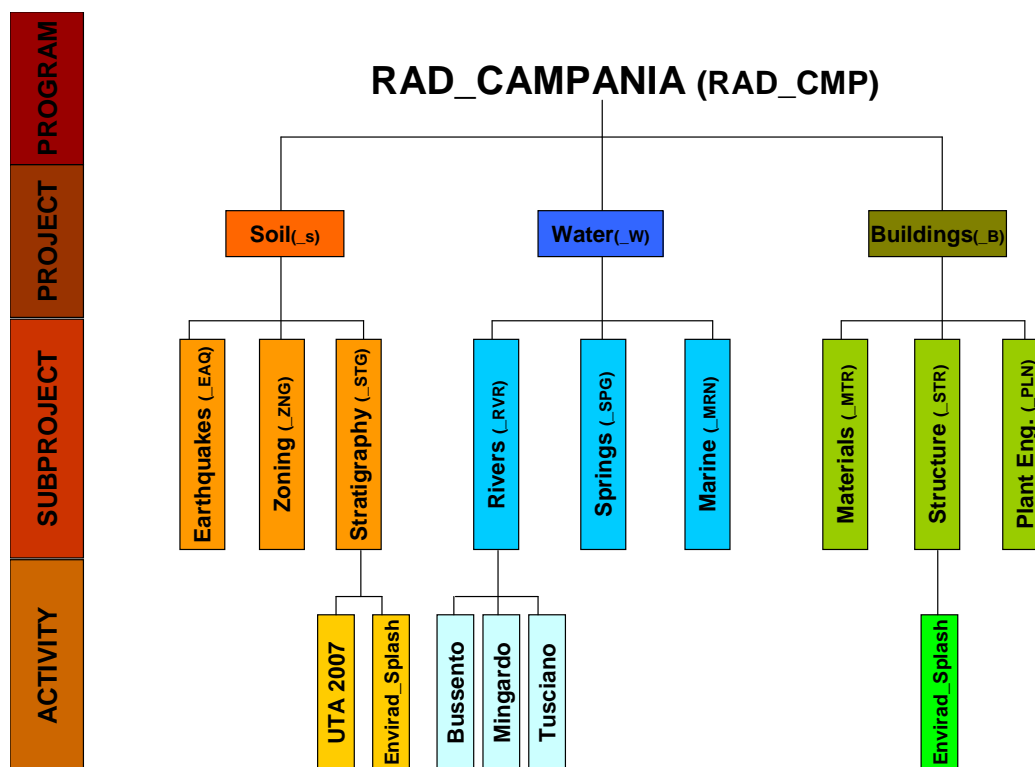 PROGRAM
RAD_CAMPANIA (RAD_CMP)
PROJECT
Soil(_s)
Water(_W)
Buildings(_B)
SUBPROJECT
Earthquakes (_EAQ)
Zoning (_ZNG)
Stratigraphy (_STG)
Rivers (_RVR)
Springs (_SPG)
Marine (_MRN)
Materials (_MTR)
Structure (_STR)
Plant Eng. (_PLN)
ACTIVITY
UTA 2007
Envirad_Splash
Bussento
Mingardo
Tusciano
Envirad_Splash